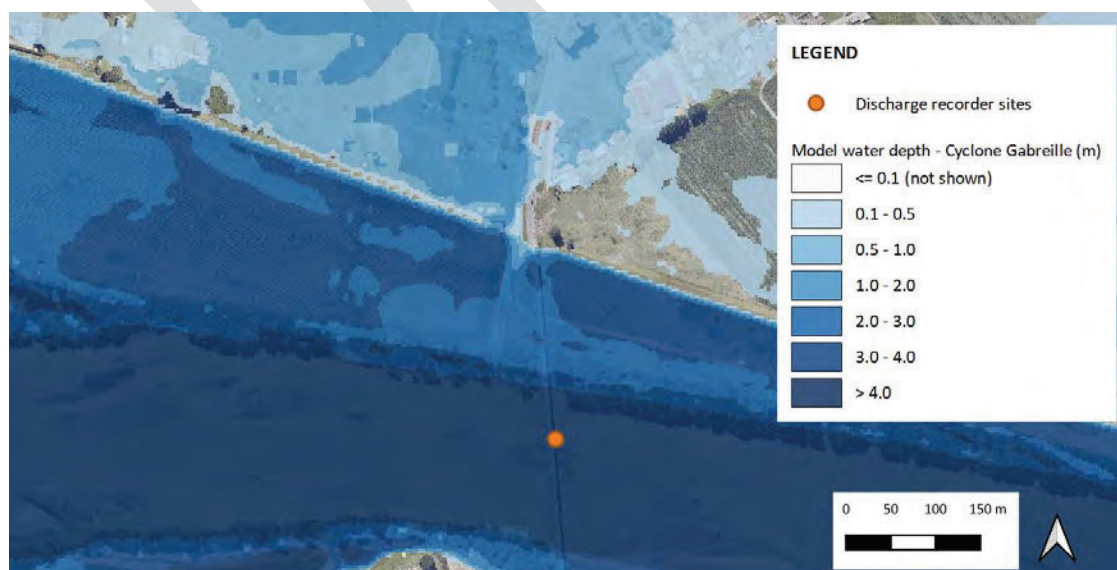 LEGEND
Discharge recorder sites
Model water depth - Cyclone Gabreille (m)
<= 0.1 (not shown)
0.1 - 0.5
0.5 - 1.0
1.0 - 2.0
2.0 - 3.0
3.0 - 4.0
> 4.0
0 50 100 150 m